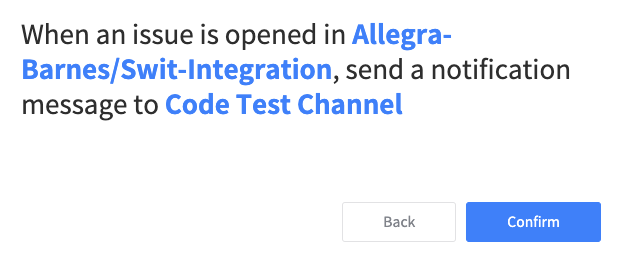 When an issue is opened in Allegra-
Barnes/Swit-Integration, send a notification
message to Code Test Channel
Back
Confirm